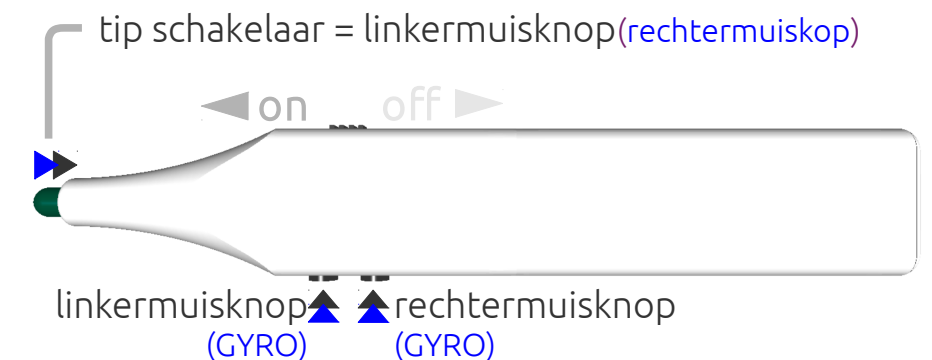 tip schakelaar = linkermuisknop(rechtermuiskop)
on off
linkermuisknop rechtermuisknop
(GYRO) (GYRO)